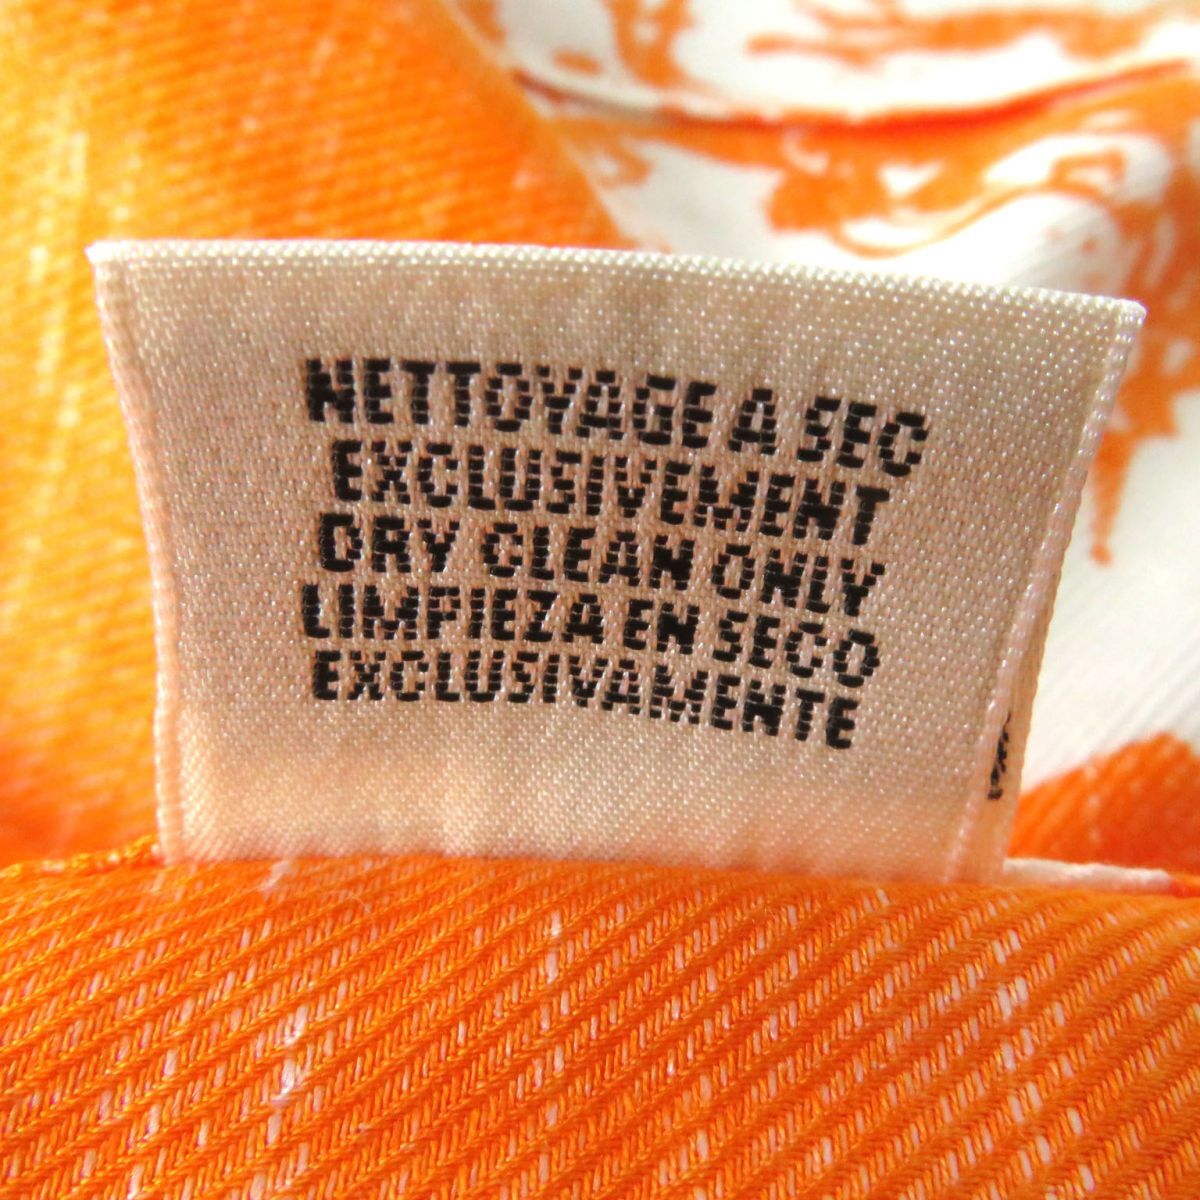 NETTOYAGE A SEC
EXCLUSIVEMENT
DRY CLEAN ONLY
LIMPIEZA EN SECO
EXCLUSIVAMENTE